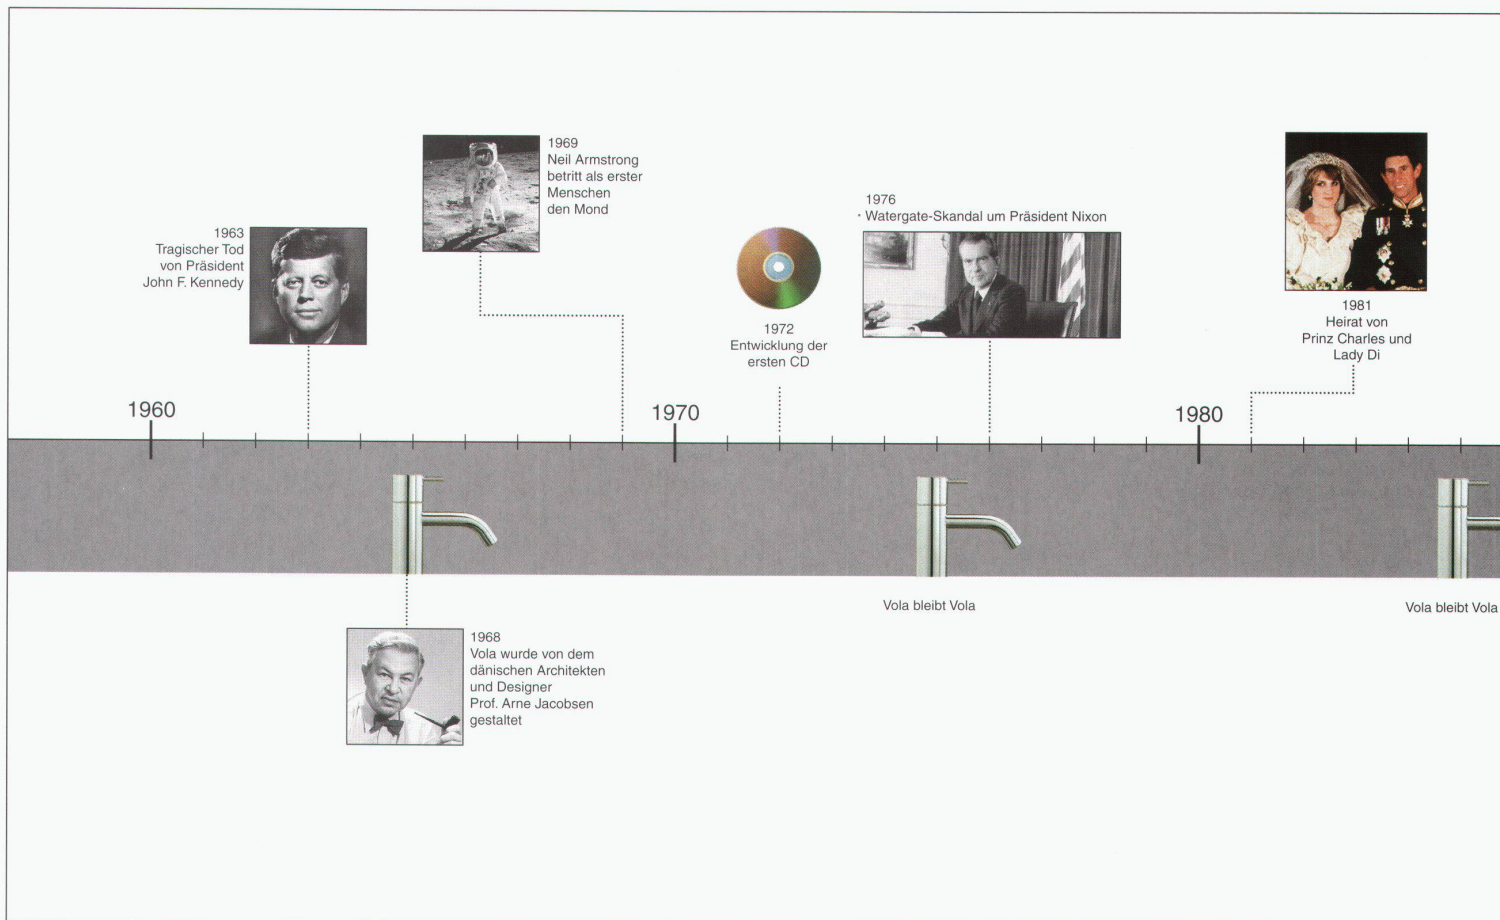 1963
Tragischer Tod
von Präsident
John F. Kennedy
1969
Neil Armstrong
betritt als erster
Menschen
den Mond
1972
Entwicklung der
ersten CD
1976
Watergate-Skandal um Präsident Nixon
1981
Heirat von
Prinz Charles und
Lady Di
1960
1970
1980
Vola bleibt Vola
Vola bleibt Vola
1968
Vola wurde von dem
dänischen Architekten
und Designer
Prof. Arne Jacobsen
gestaltet